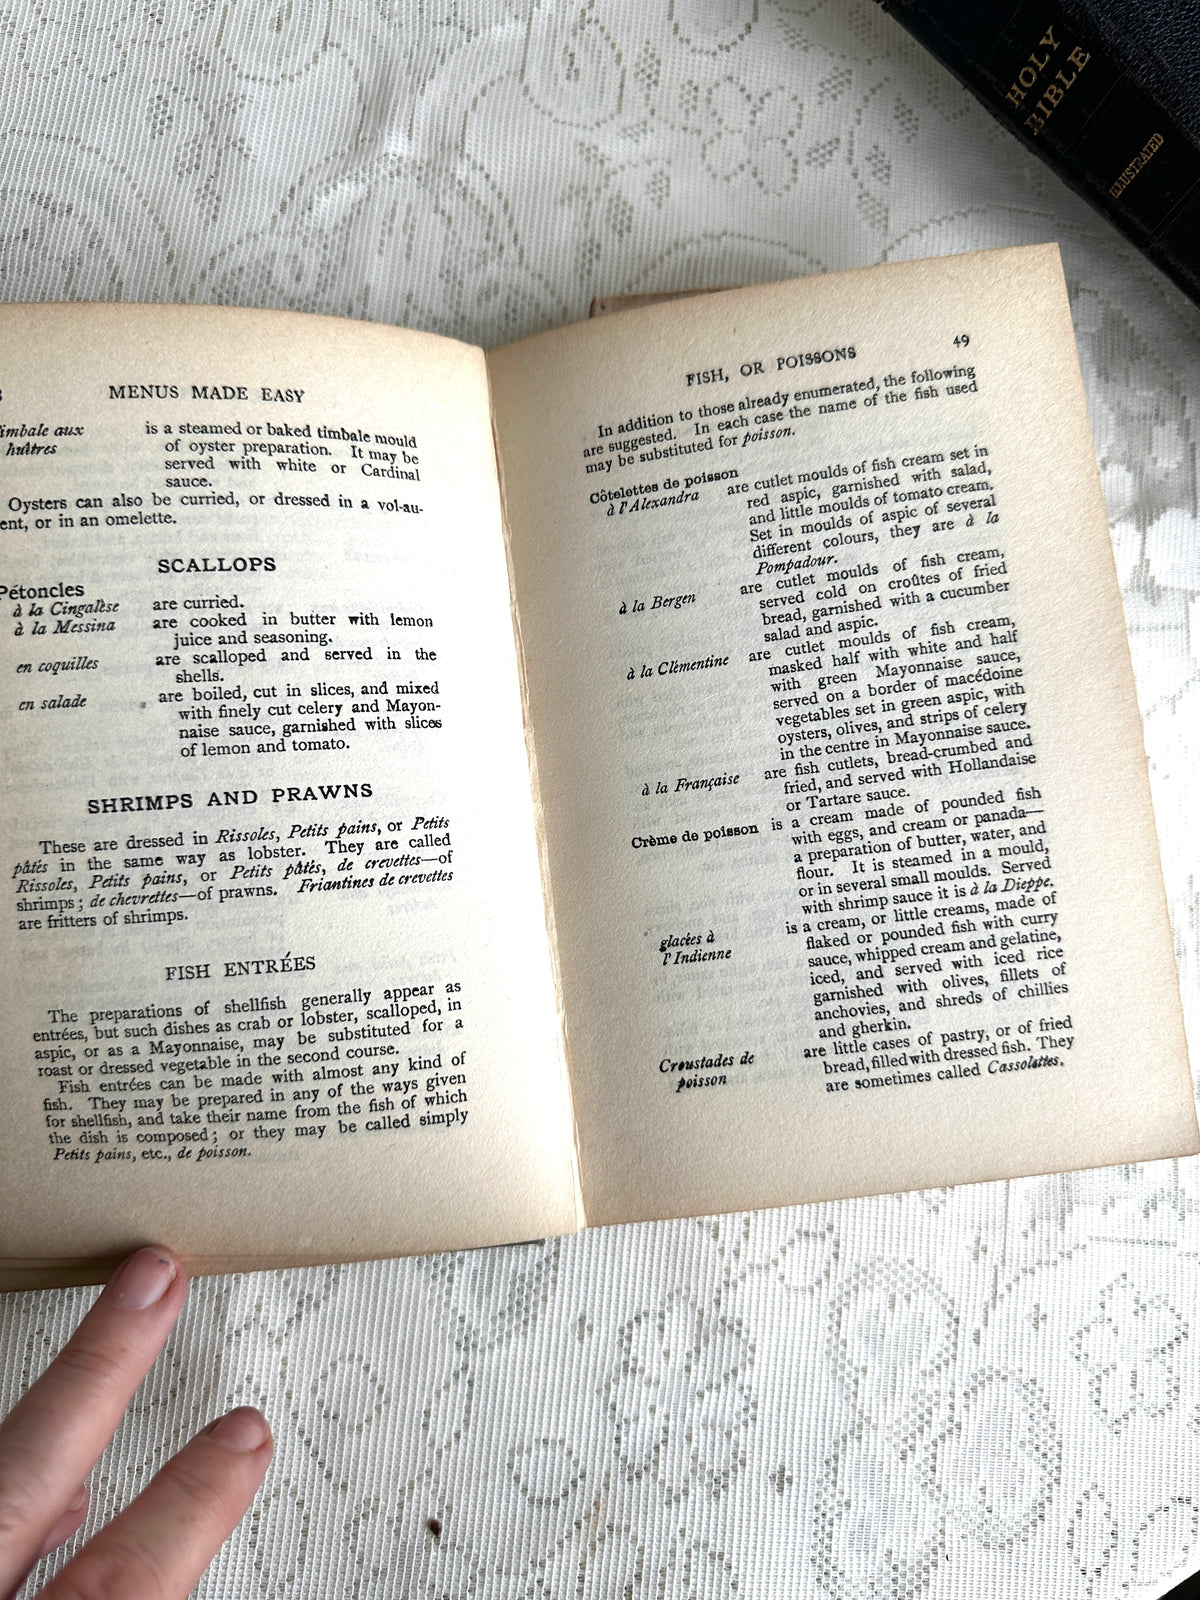 HOLY
BIBLE
ILLUSTRATED
MENUS MADE EASY
Timbale aux huîtres is a steamed or baked timbale mould
of oyster preparation. It may be
served with white or Cardinal
sauce.
Oysters can also be curried, or dressed in a vol-au-
ent, or in an omelette.
SCALLOPS
Pétoncles
à la Cingalèse are curried.
à la Messina are cooked in butter with lemon
juice and seasoning.
en coquilles are scalloped and served in the
shells.
en salade are boiled, cut in slices, and mixed
with finely cut celery and Mayon-
naise sauce, garnished with slices
of lemon and tomato.
SHRIMPS AND PRAWNS
These are dressed in Rissoles, Petits pains, or Petits
pâtés in the same way as lobster. They are called
Rissoles, Petits pains, or Petits pâtés, de crevettes—of
shrimps; de chevrettes—of prawns. Friantines de crevettes
are fritters of shrimps.
FISH ENTRÉES
The preparations of shellfish generally appear as
entrées, but such dishes as crab or lobster, scalloped, in
aspic, or as a Mayonnaise, may be substituted for a
roast or dressed vegetable in the second course.
Fish entrées can be made with almost any kind of
fish. They may be prepared in any of the ways given
for shellfish, and take their name from the fish of which
the dish is composed; or they may be called simply
Petits pains, etc., de poisson.
FISH, OR POISSONS 49
In addition to those already enumerated, the following
are suggested. In each case the name of the fish used
may be substituted for poisson.
Côtelettes de poisson
à l'Alexandra are cutlet moulds of fish cream set in
red aspic, garnished with salad,
and little moulds of tomato cream.
Set in moulds of aspic of several
different colours, they are à la
Pompadour.
à la Bergen are cutlet moulds of fish cream,
served cold on croûtes of fried
bread, garnished with a cucumber
salad and aspic.
à la Clémentine are cutlet moulds of fish cream,
masked half with white and half
with green Mayonnaise sauce,
served on a border of macédoine
vegetables set in green aspic, with
oysters, olives, and strips of celery
in the centre in Mayonnaise sauce.
à la Française are fish cutlets, bread-crumbed and
fried, and served with Hollandaise
or Tartare sauce.
Crème de poisson is a cream made of pounded fish
with eggs, and cream or panada—
a preparation of butter, water, and
flour. It is steamed in a mould,
or in several small moulds. Served
with shrimp sauce it is à la Dieppe.
glacées à l'Indienne is a cream, or little creams, made of
flaked or pounded fish with curry
sauce, whipped cream and gelatine,
iced, and served with iced rice
garnished with olives, fillets of
anchovies, and shreds of chillies
and gherkin.
Croustades de poisson are little cases of pastry, or of fried
bread, filled with dressed fish. They
are sometimes called Cassolettes.